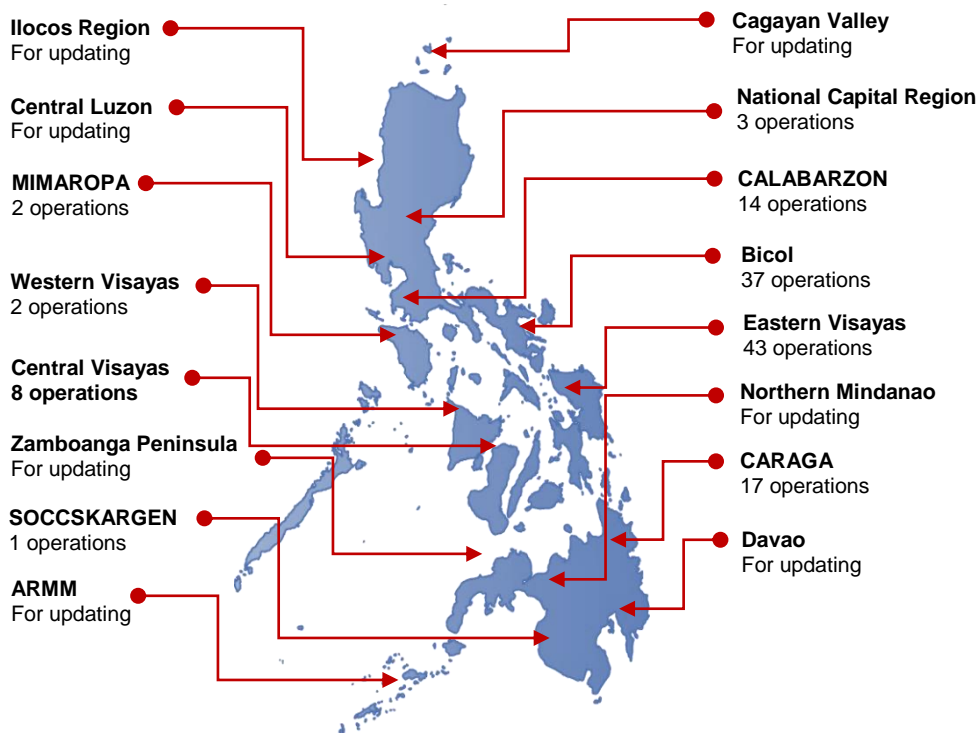 Ilocos Region
For updating
Central Luzon
For updating
MIMAROPA
2 operations
Western Visayas
2 operations
Central Visayas
8 operations
Zamboanga Peninsula
For updating
SOCCSKARGEN
1 operations
ARMM
For updating
Cagayan Valley
For updating
National Capital Region
3 operations
CALABARZON
14 operations
Bicol
37 operations
Eastern Visayas
43 operations
Northern Mindanao
For updating
CARAGA
17 operations
Davao
For updating